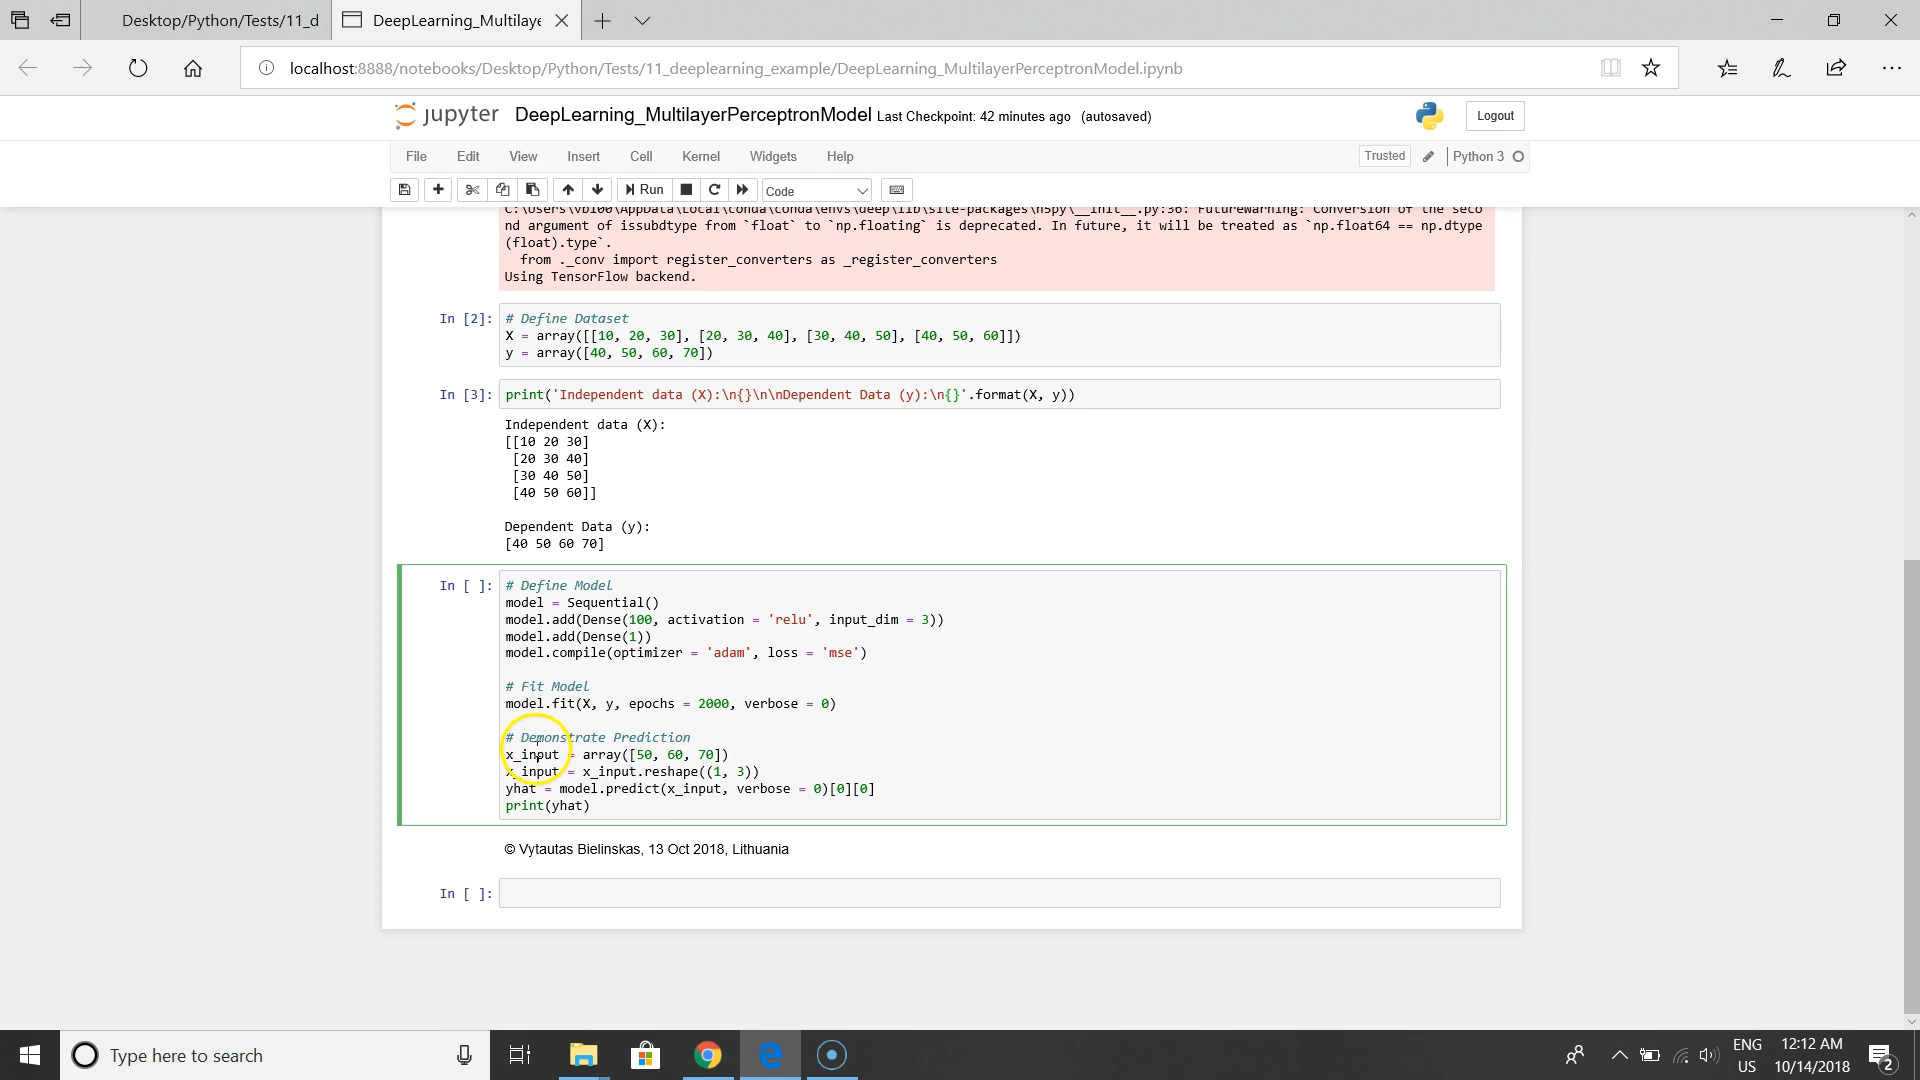 Desktop/Python/Tests/11_d
DeepLearning_Multilaye
localhost:8888/notebooks/Desktop/Python/Tests/11_deeplearning_example/DeepLearning_MultilayerPerceptronModel.ipynb
jupyter DeepLearning_MultilayerPerceptronModel Last Checkpoint: 42 minutes ago (autosaved)
Logout
File Edit View Insert Cell Kernel Widgets Help
Trusted Python 3
Run Code
C:\Users\vbi00\AppData\Local\conda\conda\envs\deep\lib\site-packages\h5py\__init__.py:36: FutureWarning: Conversion of the seco
nd argument of issubdtype from `float` to `np.floating` is deprecated. In future, it will be treated as `np.float64 == np.dtype
(float).type`.
from ._conv import register_converters as _register_converters
Using TensorFlow backend.
In [2]: # Define Dataset
X = array([[10, 20, 30], [20, 30, 40], [30, 40, 50], [40, 50, 60]])
y = array([40, 50, 60, 70])
In [3]: print('Independent data (X):\n{}\n\nDependent Data (y):\n{}'.format(X, y))
Independent data (X):
[[10 20 30]
[20 30 40]
[30 40 50]
[40 50 60]]
Dependent Data (y):
[40 50 60 70]
In [ ]: # Define Model
model = Sequential()
model.add(Dense(100, activation = 'relu', input_dim = 3))
model.add(Dense(1))
model.compile(optimizer = 'adam', loss = 'mse')
# Fit Model
model.fit(X, y, epochs = 2000, verbose = 0)
# Demonstrate Prediction
x_input = array([50, 60, 70])
x_input = x_input.reshape((1, 3))
yhat = model.predict(x_input, verbose = 0)[0][0]
print(yhat)
© Vytautas Bielinskas, 13 Oct 2018, Lithuania
In [ ]:
Type here to search
ENG
US
12:12 AM
10/14/2018
2